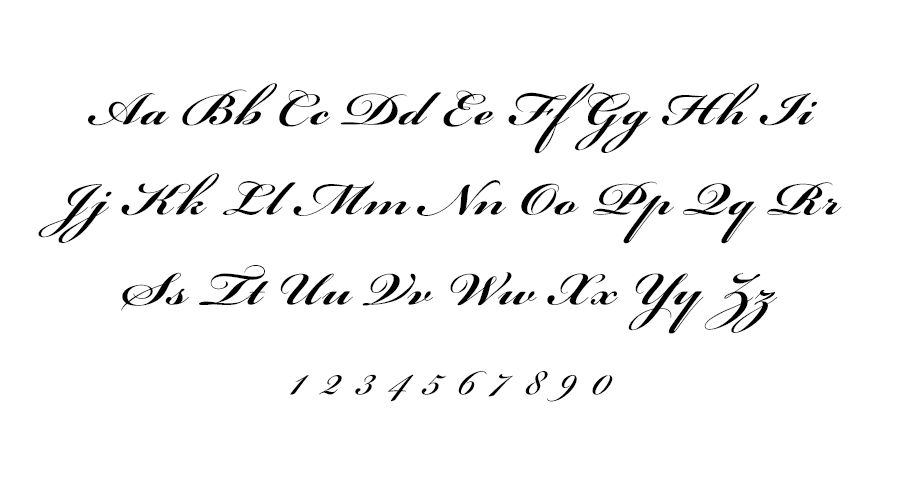 Aa Bb Cc Dd Ee Ff Gg Hh Ii
Jj Kk Ll Mm Nn Oo Pp Qq Rr
Ss Tt Uu Vv Ww Xx Yy Zz
1 2 3 4 5 6 7 8 9 0